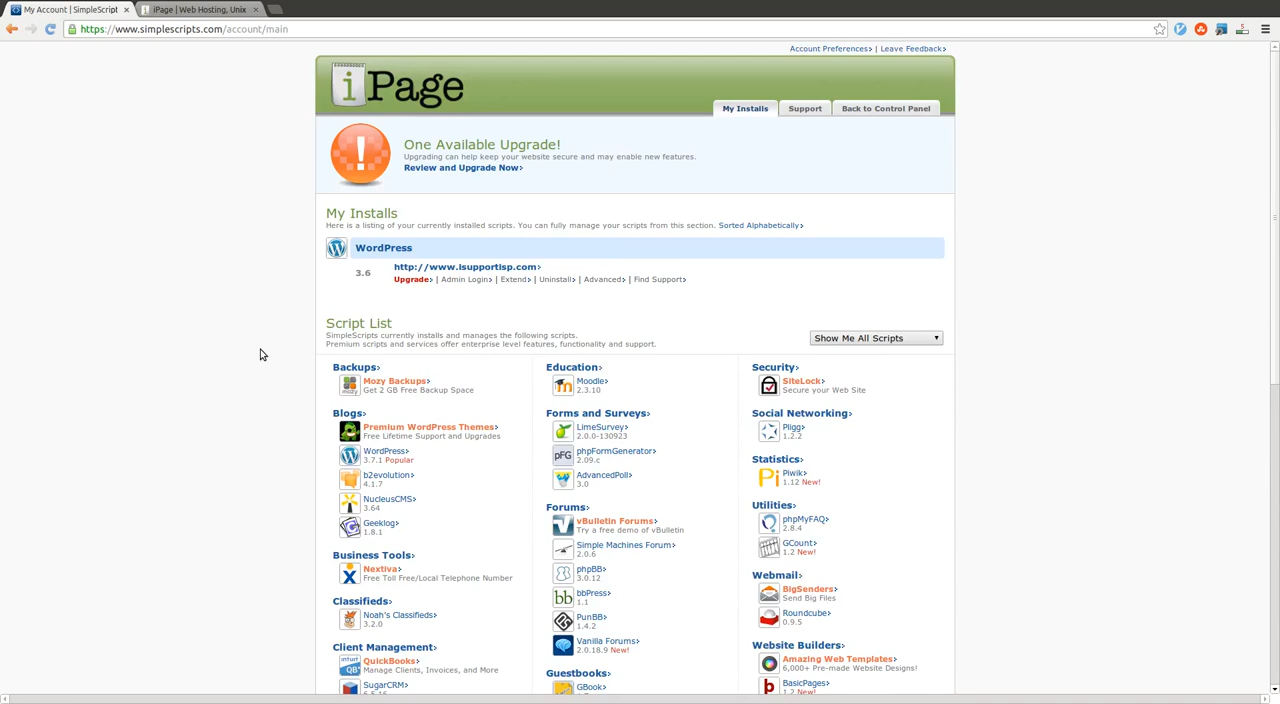 My Account | SimpleScript
iPage | Web Hosting, Unix
https://www.simplescripts.com/account/main
Account Preferences› | Leave Feedback›
iPage
My Installs
Support
Back to Control Panel
One Available Upgrade!
Upgrading can help keep your website secure and may enable new features.
Review and Upgrade Now›
My Installs
Here is a listing of your currently installed scripts. You can fully manage your scripts from this section. Sorted Alphabetically›
WordPress
3.6
http://www.isupportisp.com›
Upgrade› | Admin Login› | Extend› | Uninstall› | Advanced› | Find Support›
Script List
SimpleScripts currently installs and manages the following scripts.
Premium scripts and services offer enterprise level features, functionality and support.
Show Me All Scripts
Backups›
Mozy Backups›
Get 2 GB Free Backup Space
Blogs›
Premium WordPress Themes›
Free Lifetime Support and Upgrades
WordPress›
3.7.1 Popular
b2evolution›
4.1.7
NucleusCMS›
3.64
Geeklog›
1.8.1
Business Tools›
Nextiva›
Free Toll Free/Local Telephone Number
Classifieds›
Noah's Classifieds›
3.2.0
Client Management›
QuickBooks›
Manage Clients, Invoices, and More
SugarCRM›
Education›
Moodle›
2.3.10
Forms and Surveys›
LimeSurvey›
2.0.0-130923
pFG
phpFormGenerator›
2.09.c
AdvancedPoll›
3.0
Forums›
vBulletin Forums›
Try a free demo of vBulletin
Simple Machines Forum›
2.0.6
phpBB›
3.0.12
bb
bbPress›
1.1
PunBB›
1.4.2
Vanilla Forums›
2.0.18.9 New!
Guestbooks›
GBook›
Security›
SiteLock›
Secure your Web Site
Social Networking›
Pligg›
1.2.2
Statistics›
Pi
Piwik›
1.12 New!
Utilities›
phpMyFAQ›
2.8.4
GCount›
1.2 New!
Webmail›
BigSenders›
Send Big Files
Roundcube›
0.9.5
Website Builders›
Amazing Web Templates›
6,000+ Pre-made Website Designs!
b
BasicPages›
1.2 New!